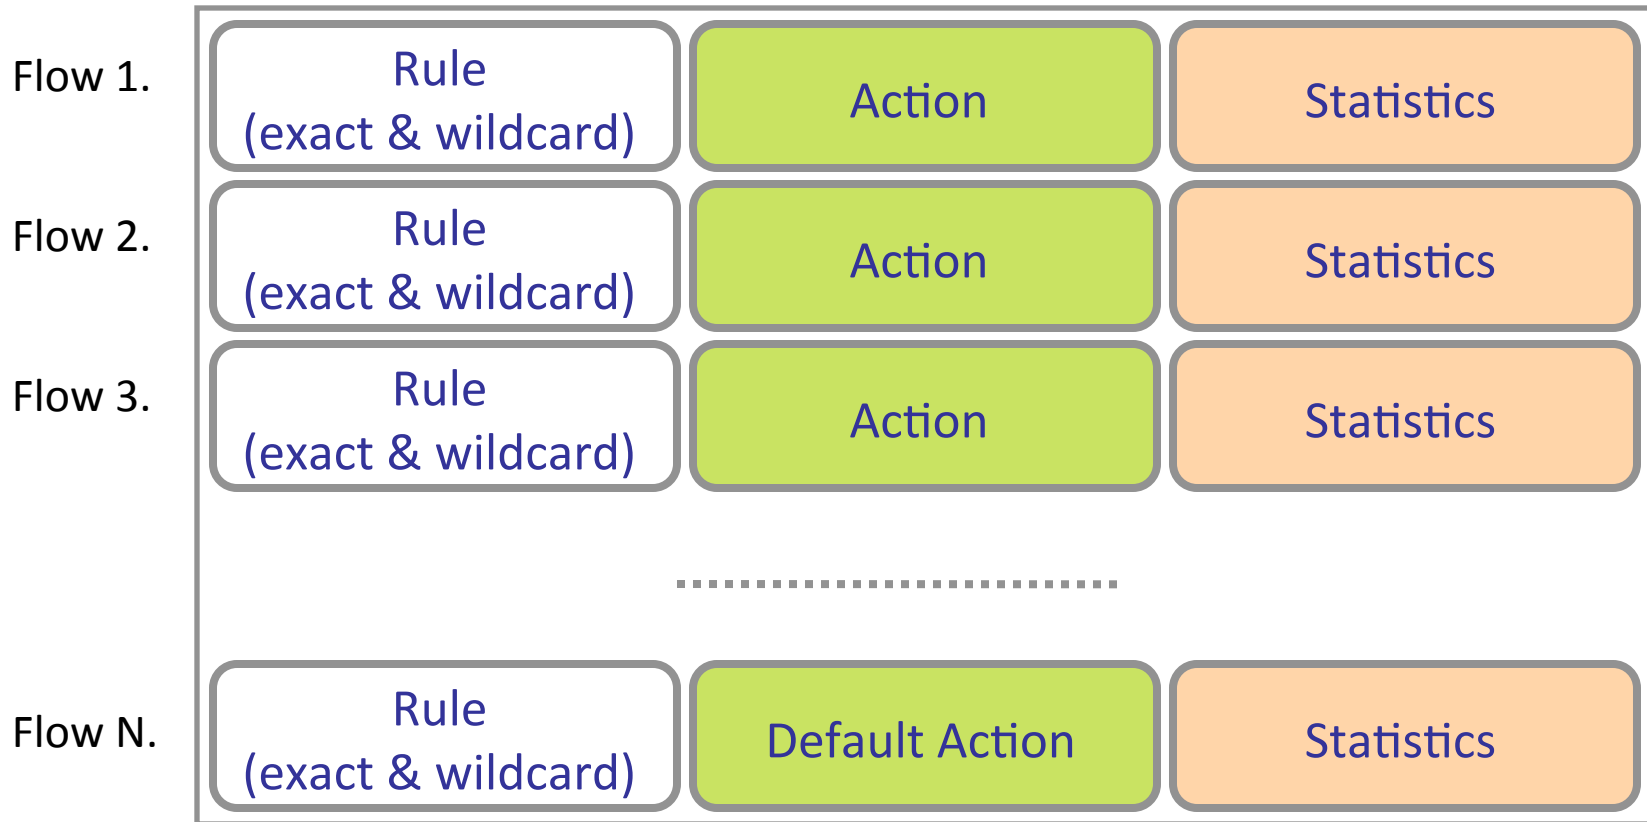 Flow 1.
Rule
(exact & wildcard)
Action
Statistics
Flow 2.
Rule
(exact & wildcard)
Action
Statistics
Flow 3.
Rule
(exact & wildcard)
Action
Statistics
Flow N.
Rule
(exact & wildcard)
Default Action
Statistics